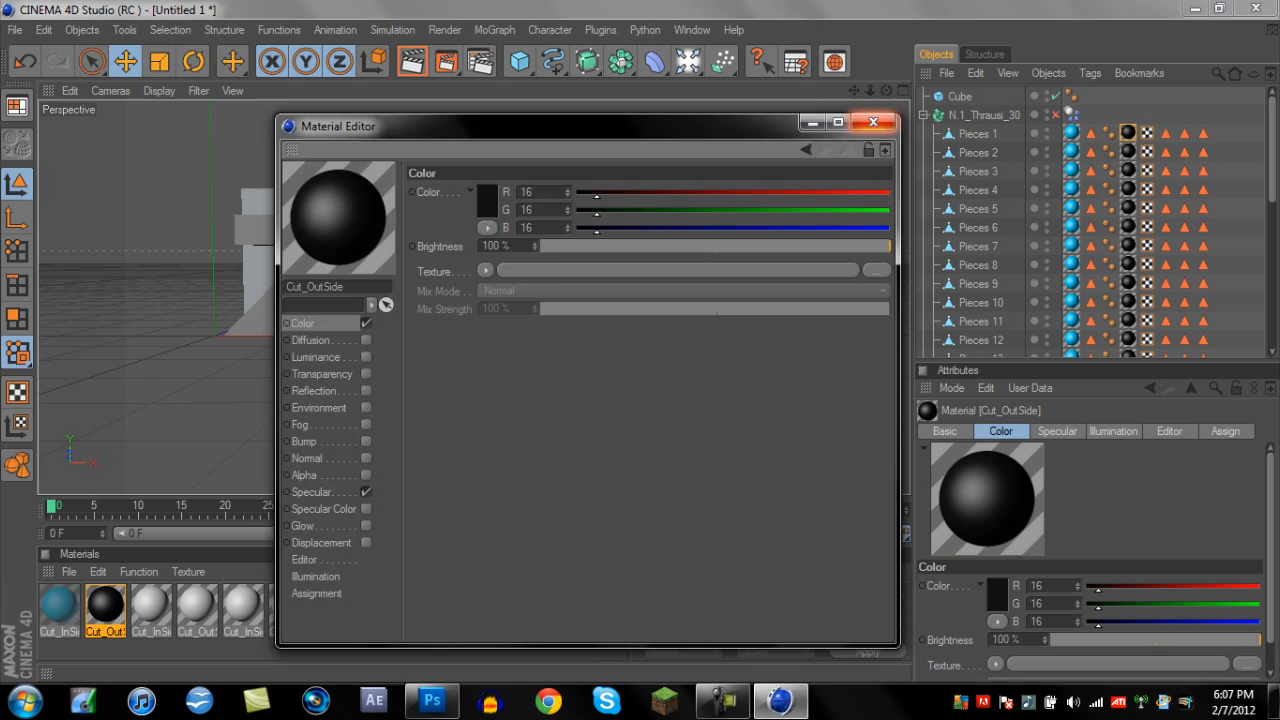 CINEMA 4D Studio (RC ) - [Untitled 1 *]
File Edit Objects Tools Selection Structure Functions Animation Simulation Render MoGraph Character Plugins Python Window Help
Objects Structure
File Edit View Objects Tags Bookmarks
Edit Cameras Display Filter View
Perspective
Cube
N.1_Thrausi_30
Pieces 1
Pieces 2
Pieces 3
Pieces 4
Pieces 5
Pieces 6
Pieces 7
Pieces 8
Pieces 9
Pieces 10
Pieces 11
Pieces 12
Material Editor
Color
Color. . . . R 16
G 16
B 16
Brightness 100 %
Texture. . . . ...
Mix Mode . . Normal
Mix Strength 100 %
Cut_OutSide
Color
Diffusion
Luminance
Transparency
Reflection
Environment
Fog
Bump
Normal
Alpha
Specular
Specular Color
Glow
Displacement
Editor
Illumination
Assignment
Y
Z
X
0 5 10 15 20 25
0 F 0 F
Materials
File Edit Function Texture
Cut_InSi Cut_Out: Cut_InSi Cut_Out: Cut_InSi
Apply
Attributes
Mode Edit User Data
Material [Cut_OutSide]
Basic Color Specular Illumination Editor Assign
Color
Color. . . . R 16
G 16
B 16
Brightness 100 %
Texture. . . . ...
MAXON
CINEMA 4D
AE Ps
ATI
6:07 PM
2/7/2012